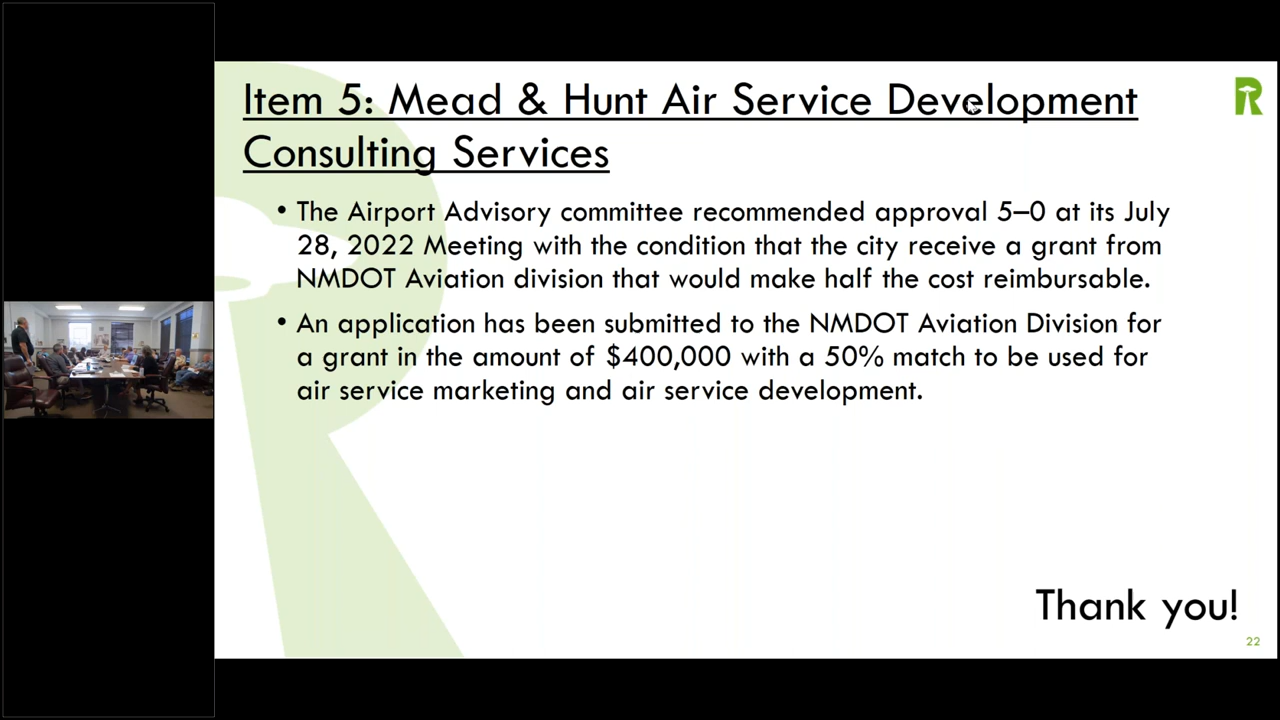 Item 5: Mead & Hunt Air Service Development
Consulting Services
R
• The Airport Advisory committee recommended approval 5–0 at its July
28, 2022 Meeting with the condition that the city receive a grant from
NMDOT Aviation division that would make half the cost reimbursable.
• An application has been submitted to the NMDOT Aviation Division for
a grant in the amount of $400,000 with a 50% match to be used for
air service marketing and air service development.
Thank you!
22